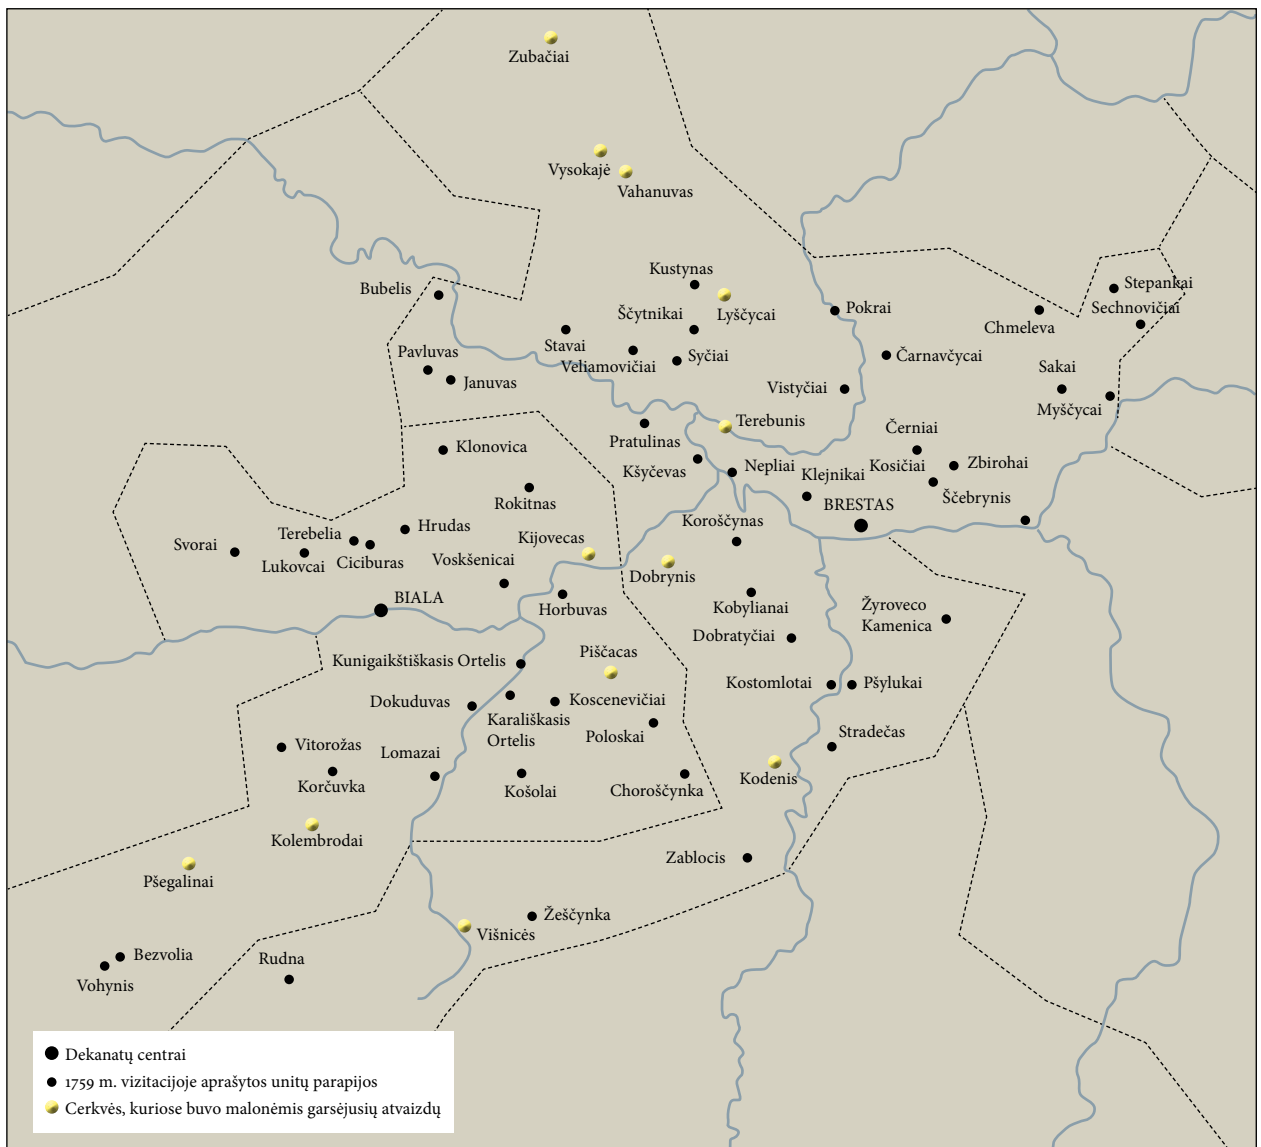 Zubačiai
Vysokajė
Vahanuvas
Kustynas
Bubelis
Ščytnikai
Lyščycai
Pokrai
Stepankai
Sechnovičiai
Chmeleva
Stavai
Veliamovičiai
Syčiai
Čarnavčycai
Pavluvas
Januvas
Vistyčiai
Sakai
Myščycai
Terebunis
Pratulinas
Černiai
Klonovica
Kšyčevas
Nepliai
Klejnikai
Kosičiai
Zbirohai
Rokitnas
BRESTAS
Ščebrynis
Koroščynas
Hrudas
Terebelia
Svorai
Lukovcai
Ciciburas
Voskšenicai
Kijovecas
Dobrynis
BIALA
Horbuvas
Kobylianai
Žyroveco
Kamenica
Dobratyčiai
Kunigaikštiškasis Ortelis
Piščacas
Kostomlotai
Pšylukai
Dokuduvas
Karališkasis
Ortelis
Koscenevičiai
Poloskai
Stradečas
Vitorožas
Lomazai
Korčuvka
Košolai
Choroščynka
Kodenis
Kolembrodai
Zablocis
Pšegalinai
Žeščynka
Višnicės
Bezvolia
Vohynis
Rudna
Dekanatų centrai
1759 m. vizitacijoje aprašytos unitų parapijos
Cerkvės, kuriose buvo malonėmis garsėjusių atvaizdų